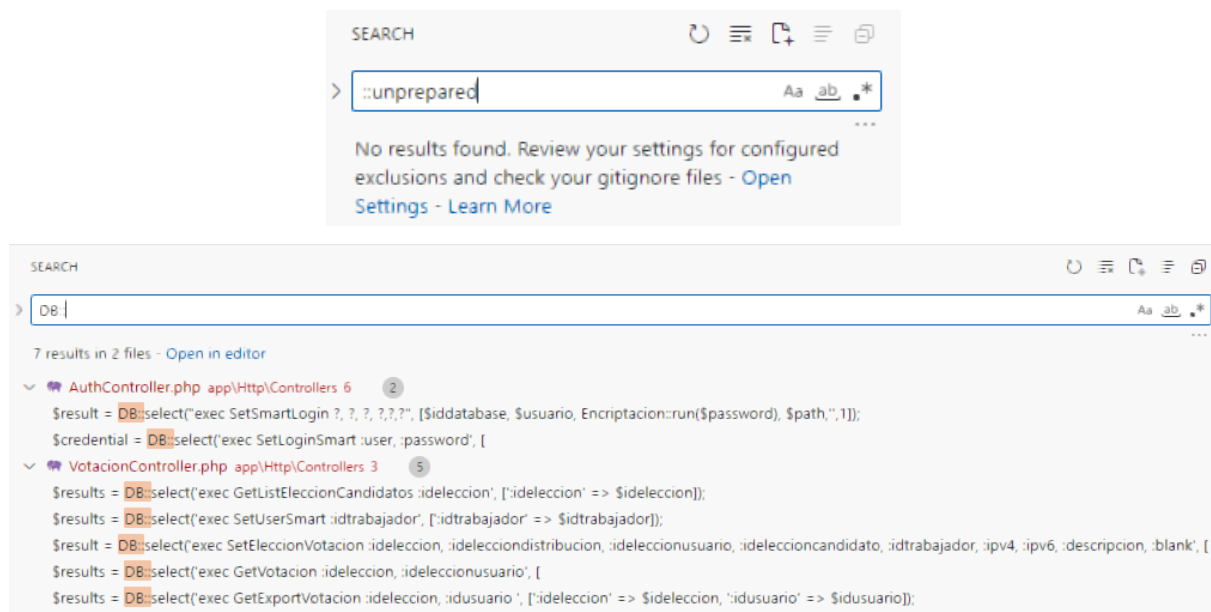 SEARCH
::unprepared
Aa ab .*
...
No results found. Review your settings for configured
exclusions and check your gitignore files - Open
Settings - Learn More
SEARCH
DB::
Aa ab .*
...
7 results in 2 files - Open in editor
AuthController.php app\Http\Controllers 6 2
$result = DB::select("exec SetSmartLogin ?, ?, ?, ?,?,?", [$iddatabase, $usuario, Encriptacion::run($password), $path,'',1]);
$credential = DB::select('exec SetLoginSmart :user, :password', [
VotacionController.php app\Http\Controllers 3 5
$results = DB::select('exec GetListEleccionCandidatos :ideleccion', [':ideleccion' => $ideleccion]);
$results = DB::select('exec SetUserSmart :idtrabajador', [':idtrabajador' => $idtrabajador]);
$result = DB::select('exec SetEleccionVotacion :ideleccion, :idelecciondistribucion, :ideleccionusuario, :ideleccioncandidato, :idtrabajador, :ipv4, :ipv6, :descripcion, :blank', [
$results = DB::select('exec GetVotacion :ideleccion, :ideleccionusuario', [
$results = DB::select('exec GetExportVotacion :ideleccion, :idusuario ', [':ideleccion' => $ideleccion, ':idusuario' => $idusuario]);